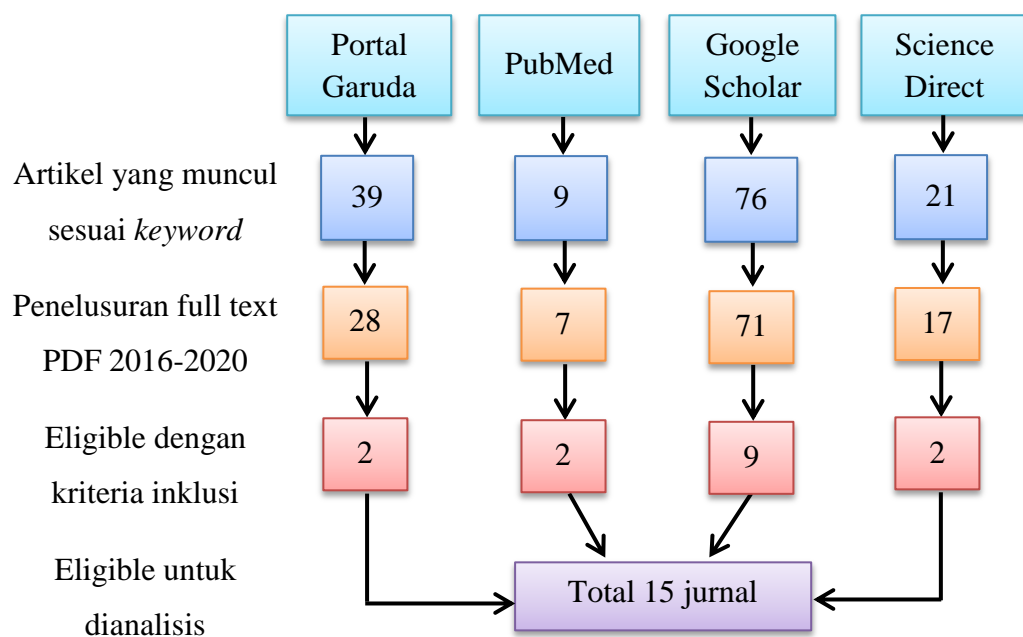 Portal
Garuda
PubMed
Google
Scholar
Science
Direct
Artikel yang muncul
sesuai keyword
39
9
76
21
Penelusuran full text
PDF 2016-2020
28
7
71
17
Eligible dengan
kriteria inklusi
2
2
9
2
Eligible untuk
dianalisis
Total 15 jurnal